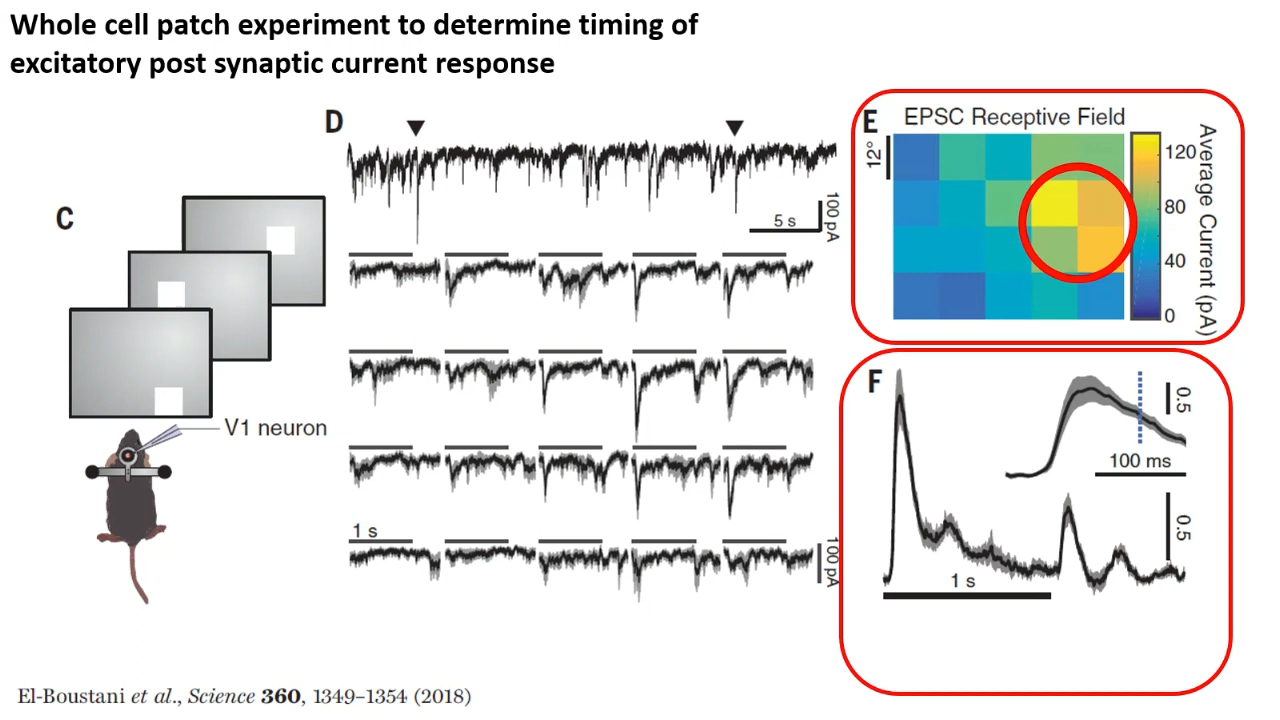 Whole cell patch experiment to determine timing of
excitatory post synaptic current response
C
V1 neuron
D
5 s
100 pA
1 s
100 pA
E
EPSC Receptive Field
12°
120
80
40
0
Average Current (pA)
F
0.5
100 ms
0.5
1 s
El-Boustani et al., Science 360, 1349–1354 (2018)